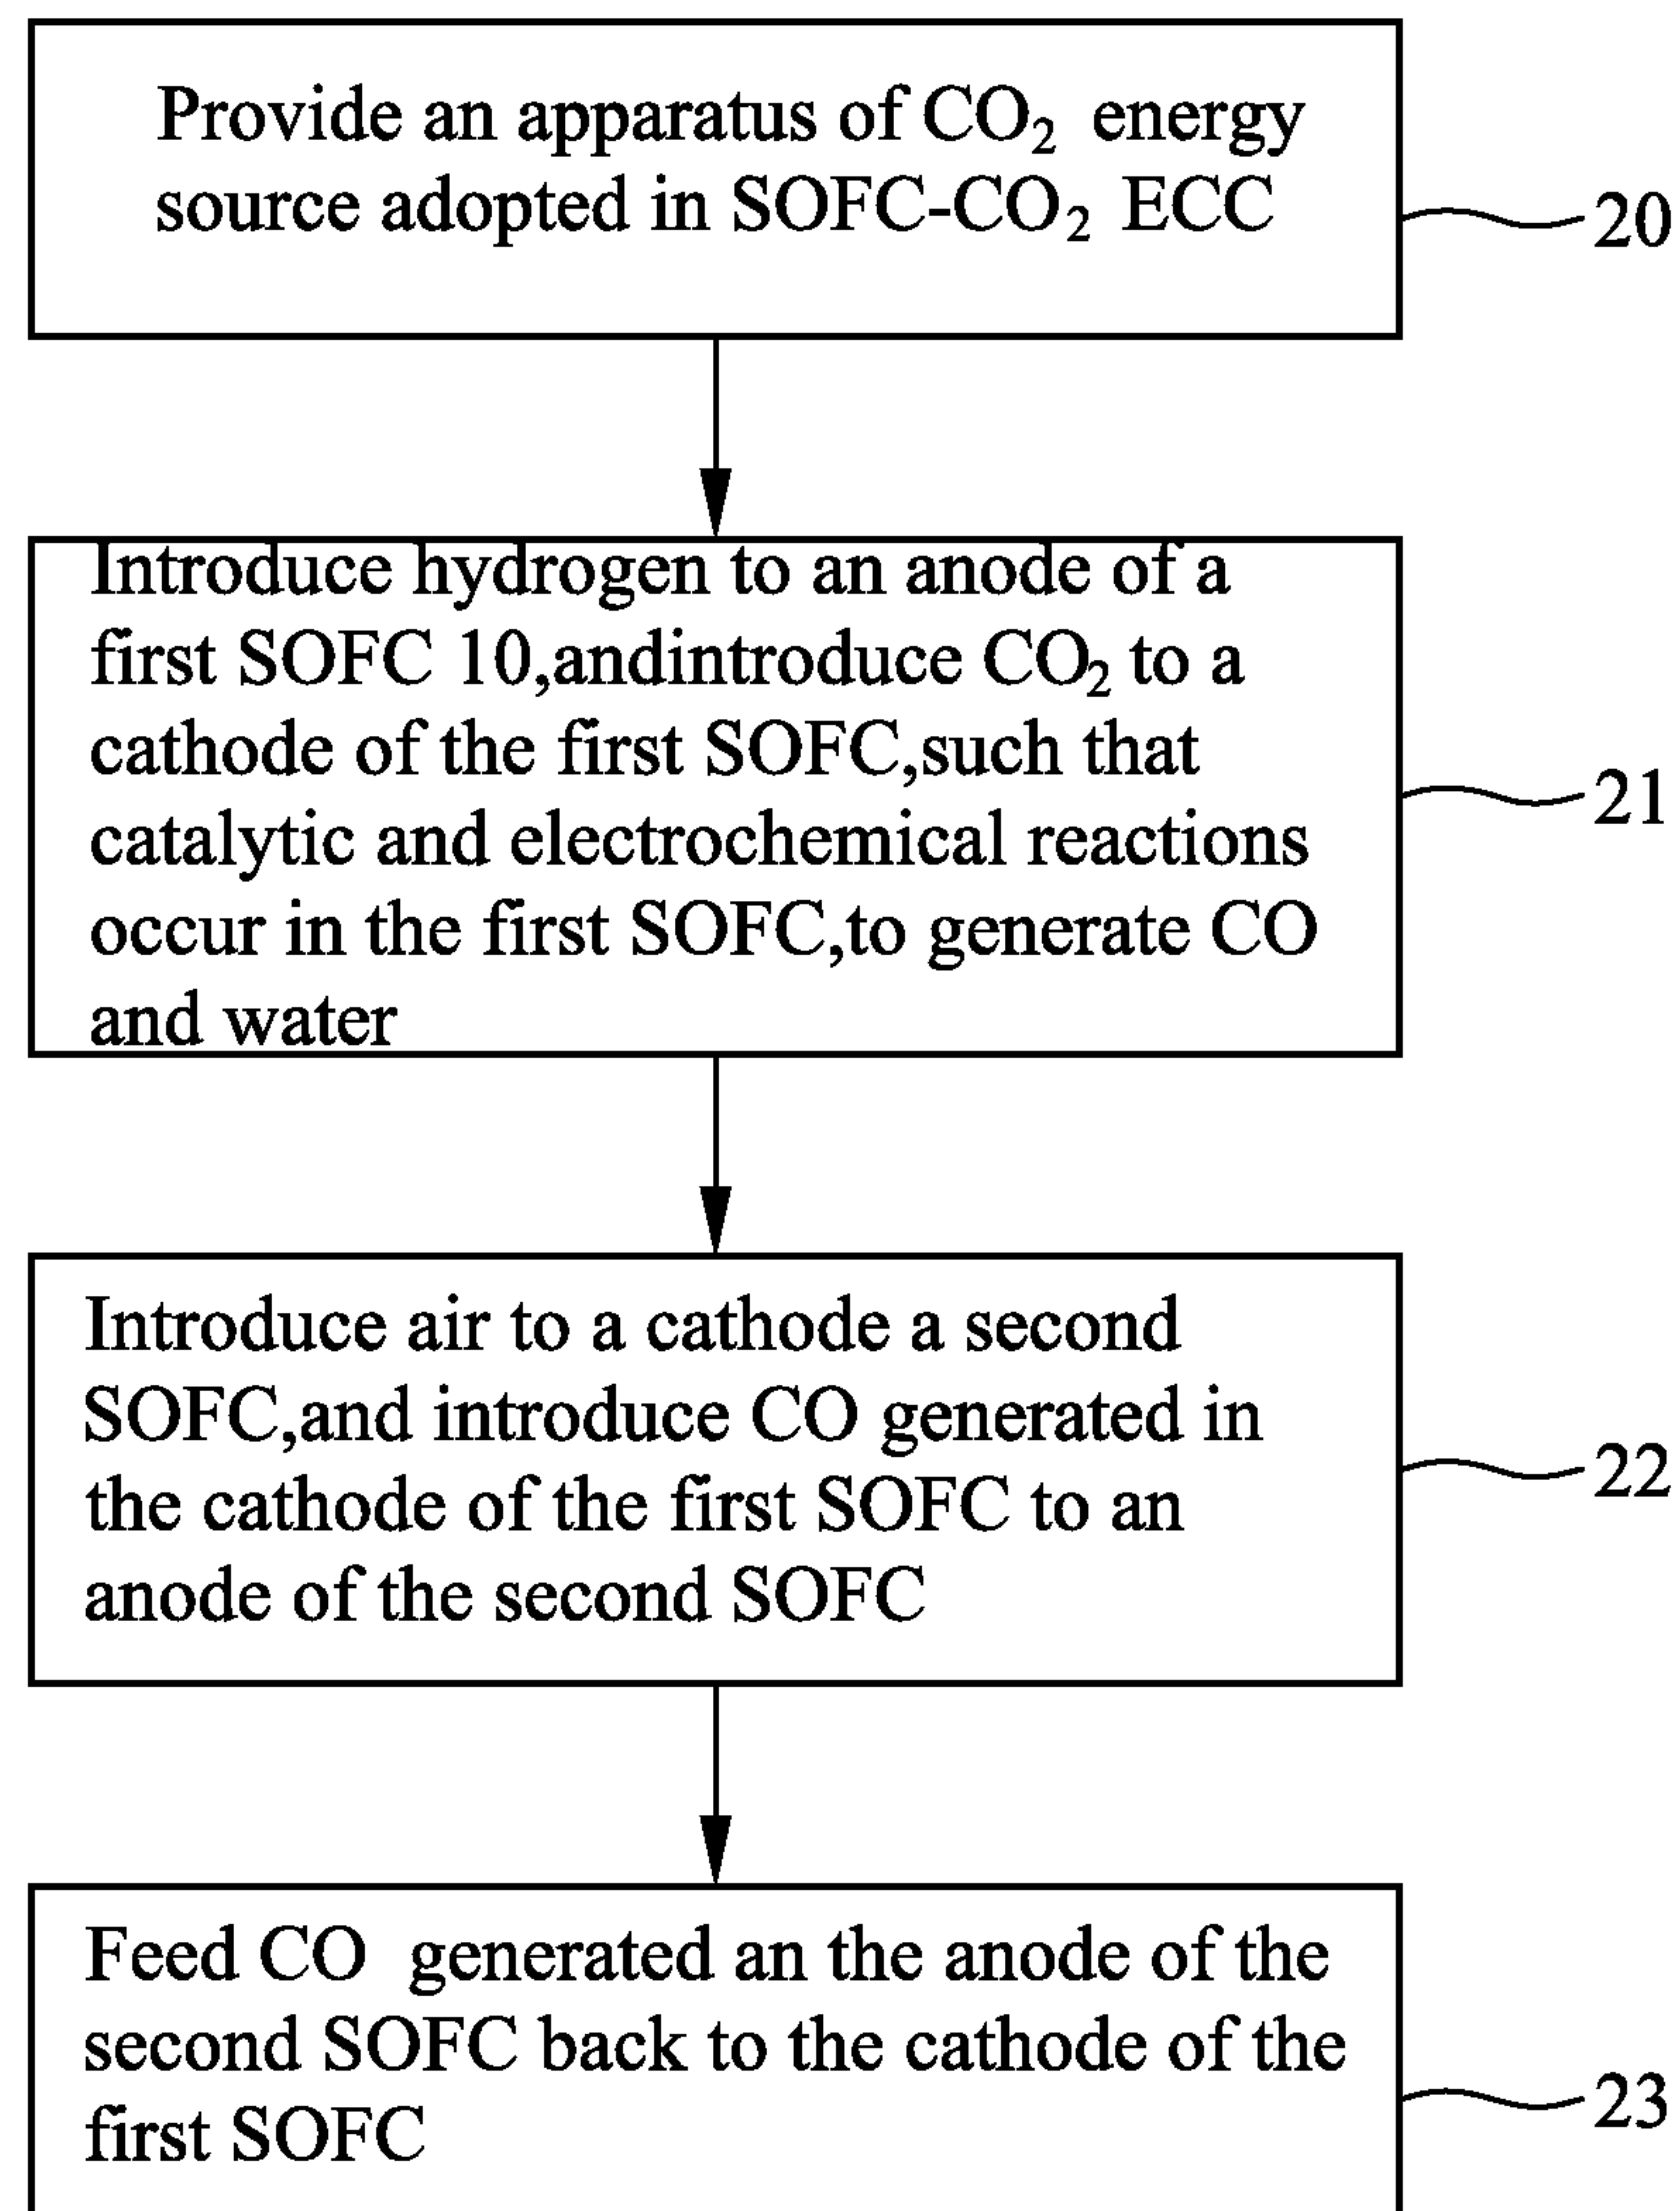 Provide an apparatus of CO₂ energy
source adopted in SOFC-CO₂ ECC
20
Introduce hydrogen to an anode of a
first SOFC 10,andintroduce CO₂ to a
cathode of the first SOFC,such that
catalytic and electrochemical reactions
occur in the first SOFC,to generate CO
and water
21
Introduce air to a cathode a second
SOFC,and introduce CO generated in
the cathode of the first SOFC to an
anode of the second SOFC
22
Feed CO generated an the anode of the
second SOFC back to the cathode of the
first SOFC
23